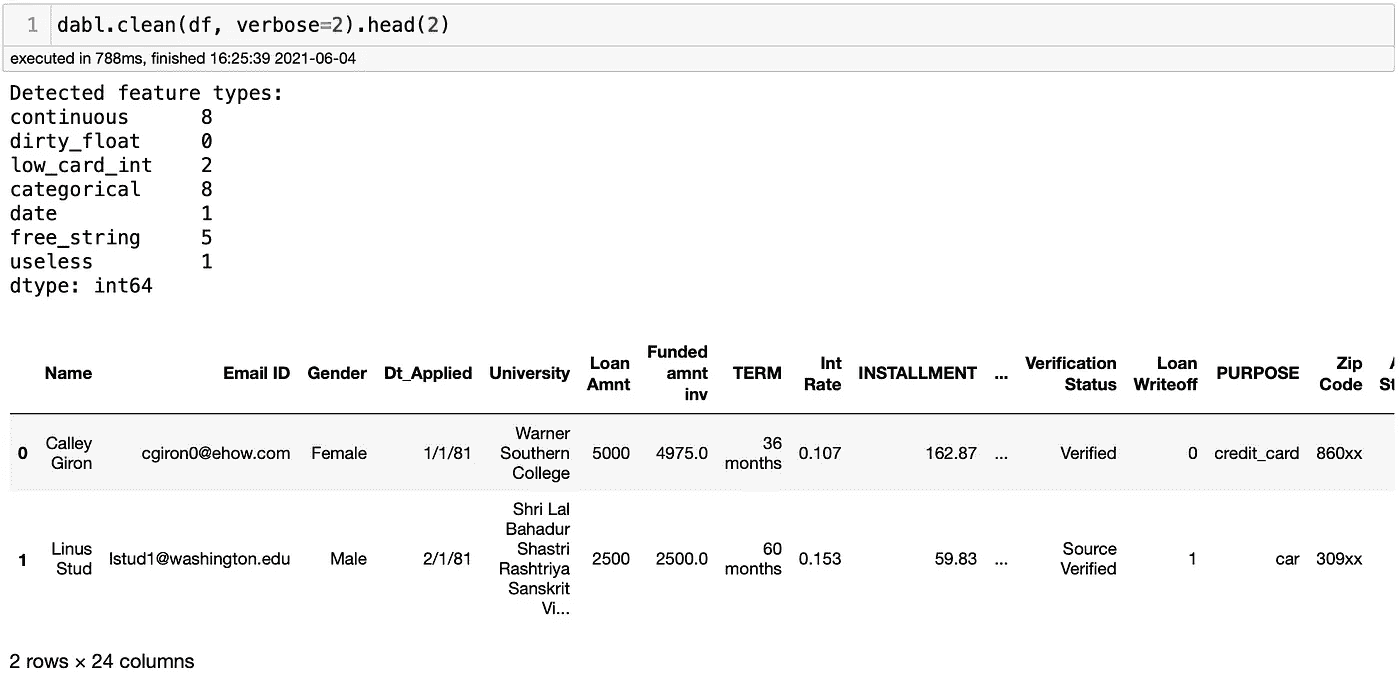 1 dabl.clean(df, verbose=2).head(2)
executed in 788ms, finished 16:25:39 2021-06-04
Detected feature types:
continuous 8
dirty_float 0
low_card_int 2
categorical 8
date 1
free_string 5
useless 1
dtype: int64
Name Email ID Gender Dt_Applied University Loan Amnt Funded amnt inv TERM Int Rate INSTALLMENT ... Verification Status Loan Writeoff PURPOSE Zip Code
0 Calley Giron cgiron0@ehow.com Female 1/1/81 Warner Southern College 5000 4975.0 36 months 0.107 162.87 ... Verified 0 credit_card 860xx
1 Linus Stud lstud1@washington.edu Male 2/1/81 Shri Lal Bahadur Shastri Rashtriya Sanskrit Vi... 2500 2500.0 60 months 0.153 59.83 ... Source Verified 1 car 309xx
2 rows × 24 columns